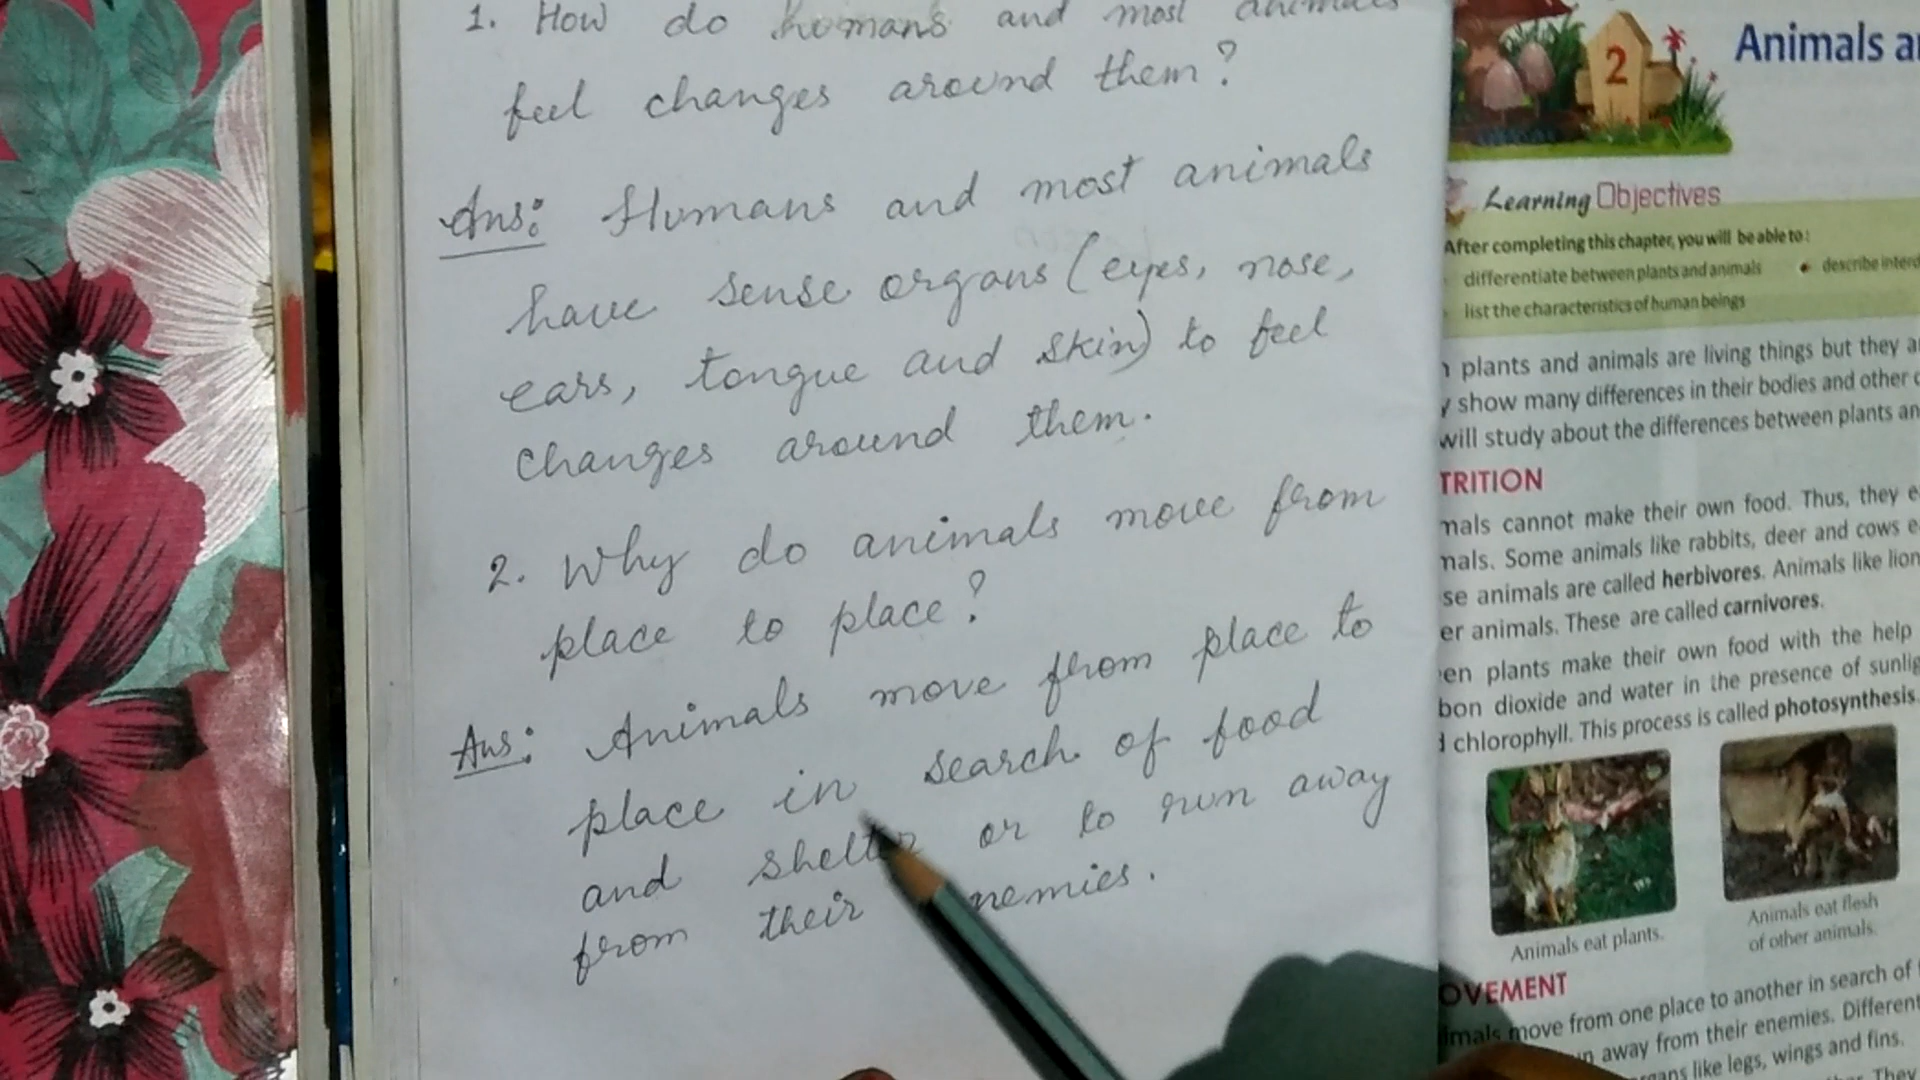 1. How do homans and most animals
feel changes around them?
Ans: Humans and most animals
have sense organs (eyes, nose,
ears, tongue and skin) to feel
changes around them.
2. Why do animals move from
place to place?
Ans: Animals move from place to
place in search of food
and shelter or to run away
from their nemies.
2
Animals
Learning Objectives
After completing this chapter, you will be able to:
differentiate between plants and animals
describe
list the characteristics of human beings
plants and animals are living things but they
show many differences in their bodies and other
will study about the differences between plants
TRITION
mals cannot make their own food. Thus, they
mals. Some animals like rabbits, deer and cows
se animals are called herbivores. Animals like
er animals. These are called carnivores.
en plants make their own food with the help
bon dioxide and water in the presence of
chlorophyll. This process is called photosynthesis.
Animals eat plants.
Animals eat flesh
of other animals.
OVEMENT
imals move from one place to another in search of
away from their enemies. Different
gans like legs, wings and fins.
They